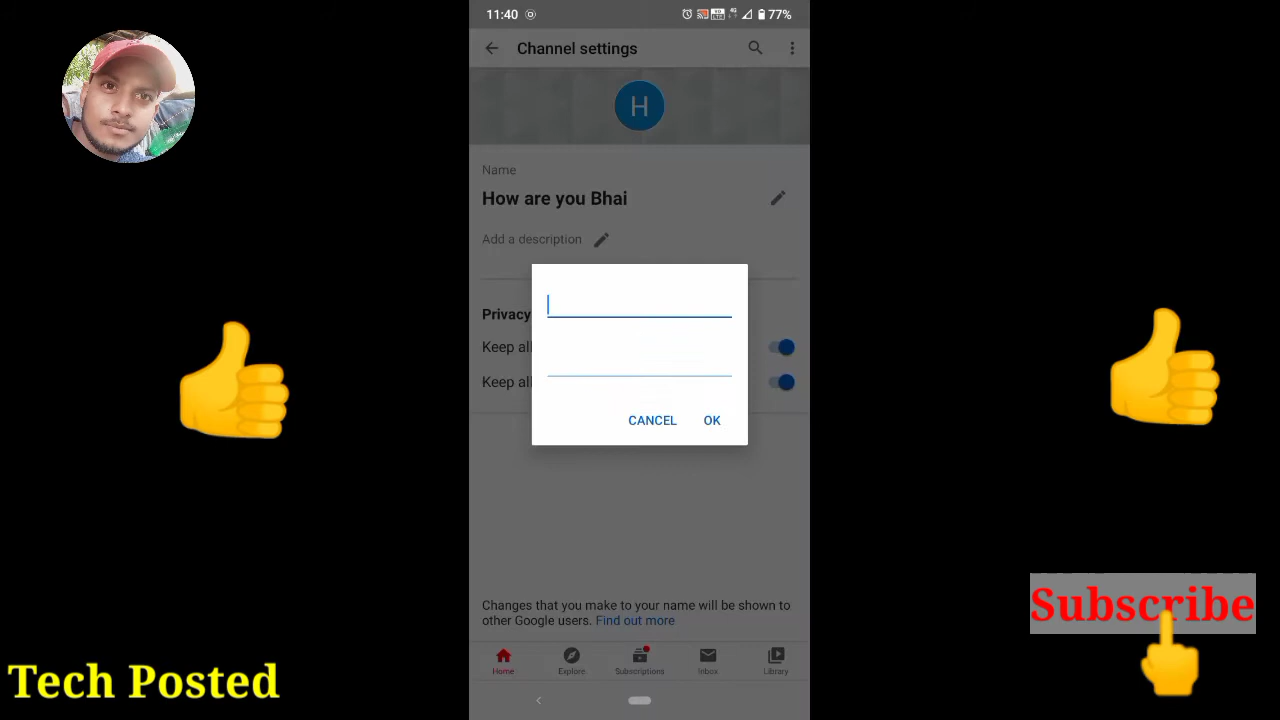 11:40
77%
Channel settings
H
Name
How are you Bhai
Add a description
Privacy
Keep all
Keep all
CANCEL OK
Changes that you make to your name will be shown to
other Google users. Find out more
Home Explore Subscriptions Inbox Library
Subscribe
Tech Posted